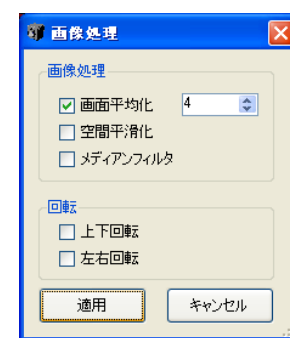 画像処理
画像処理
画面平均化 4
空間平滑化
メディアンフィルタ
回転
上下回転
左右回転
適用 キャンセル